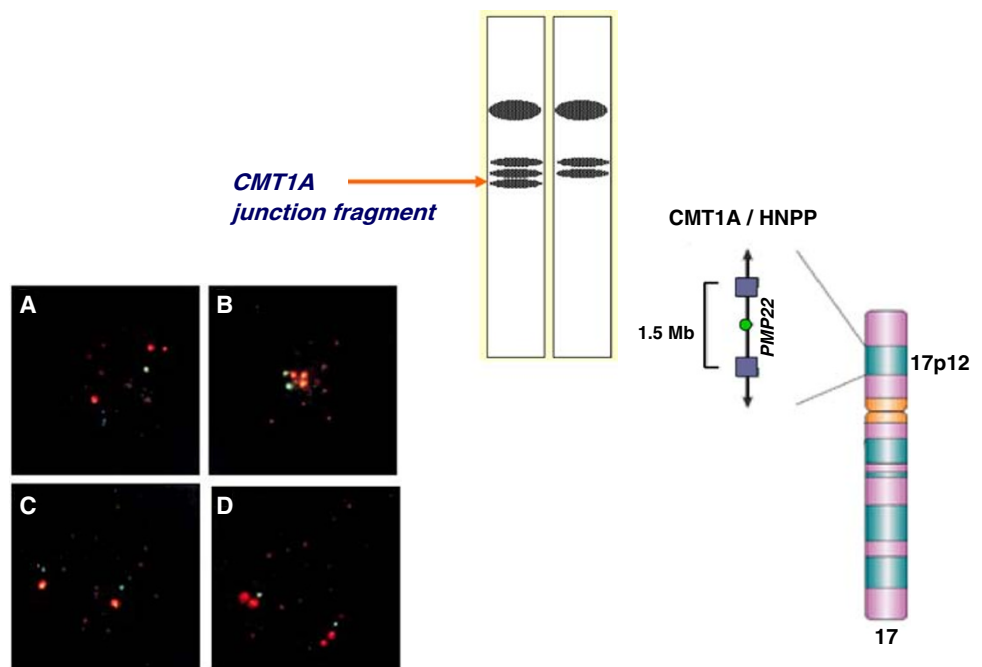 CMT1A
junction fragment
CMT1A / HNPP
1.5 Mb
PMP22
17p12
A
B
C
D
17